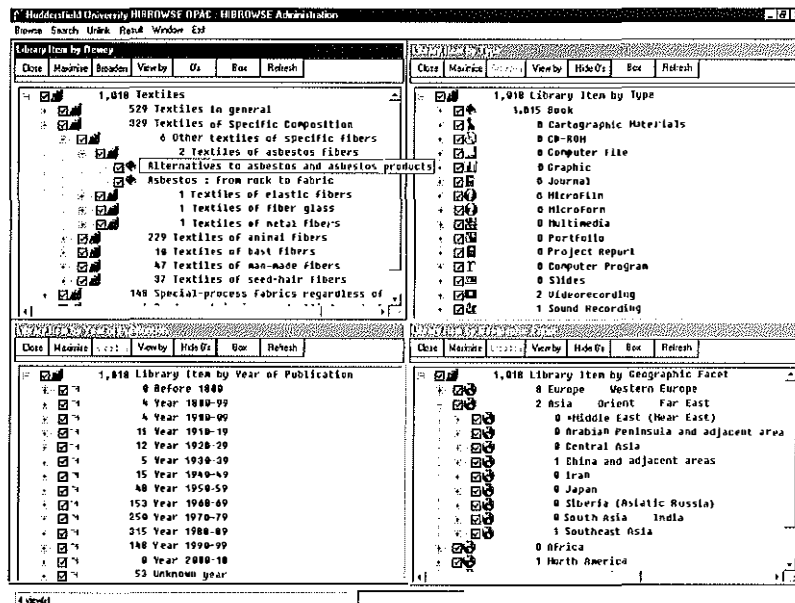 Huddersfield University HIBROWSE OPAC : HIBROWSE Administration
Browse Search Unlink Result Window Exit
Library Item by Dewey
Close Maximise Broaden View by 0's Box Refresh
1,018 Textiles
529 Textiles in general
329 Textiles of Specific Composition
6 Other textiles of specific fibers
2 Textiles of asbestos fibers
Alternatives to asbestos and asbestos products
Asbestos : from rock to fabric
1 Textiles of elastic fibers
1 Textiles of fiber glass
1 Textiles of metal fibers
229 Textiles of animal fibers
10 Textiles of bast fibers
47 Textiles of man-made fibers
37 Textiles of seed-hair fibers
148 Special-process fabrics regardless of
Close Maximise View by Hide 0's Box Refresh
1,018 Library Item by Type
1,015 Book
0 Cartographic Materials
0 CD-ROM
0 Computer File
0 Graphic
0 Journal
0 Microfilm
0 Microform
0 Multimedia
0 Portfolio
0 Project Report
0 Computer Program
0 Slides
2 Videorecording
1 Sound Recording
Close Maximise View by Hide 0's Box Refresh
1,018 Library Item by Year of Publication
0 Before 1880
4 Year 1880-99
4 Year 1900-09
11 Year 1910-19
12 Year 1920-29
5 Year 1930-39
15 Year 1940-49
48 Year 1950-59
153 Year 1960-69
250 Year 1970-79
315 Year 1980-89
148 Year 1990-99
0 Year 2000-10
53 Unknown year
Close Maximise View by Hide 0's Box Refresh
1,018 Library Item by Geographic Facet
8 Europe Western Europe
2 Asia Orient Far East
0 *Middle East (Near East)
0 Arabian Peninsula and adjacent area
0 Central Asia
1 China and adjacent areas
0 Iran
0 Japan
0 Siberia (Asiatic Russia)
0 South Asia India
1 Southeast Asia
0 Africa
1 North America
4 view(s)